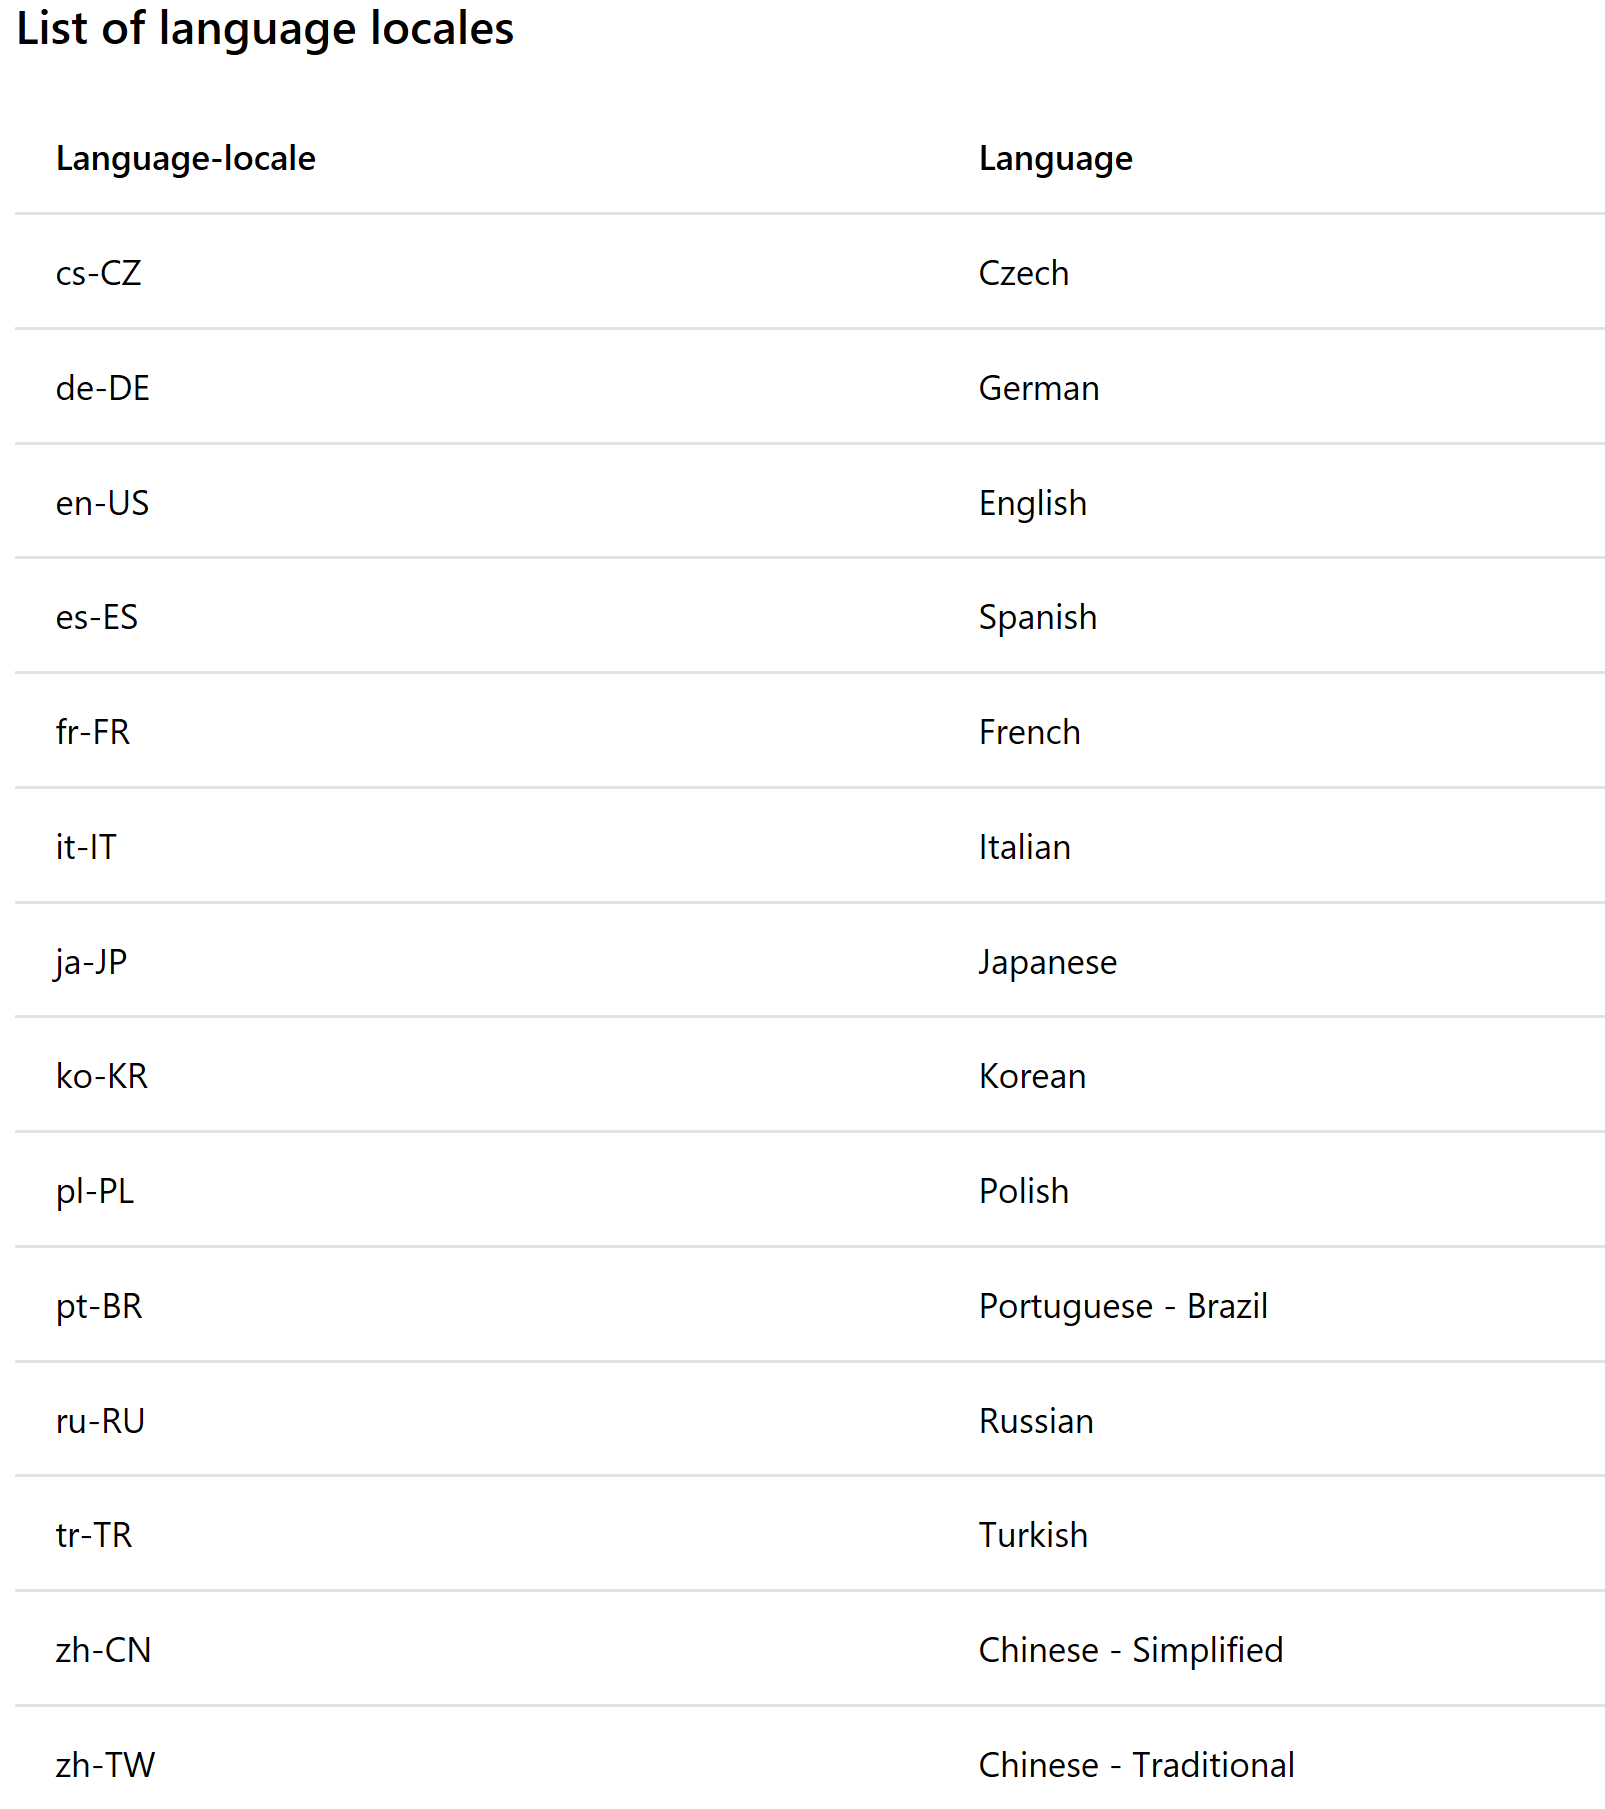 List of language locales
Language-locale Language
cs-CZ Czech
de-DE German
en-US English
es-ES Spanish
fr-FR French
it-IT Italian
ja-JP Japanese
ko-KR Korean
pl-PL Polish
pt-BR Portuguese - Brazil
ru-RU Russian
tr-TR Turkish
zh-CN Chinese - Simplified
zh-TW Chinese - Traditional